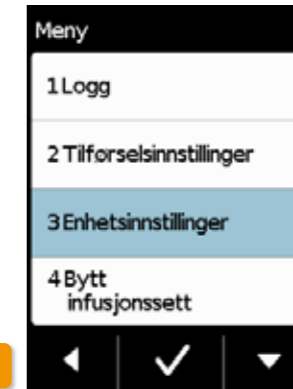 Meny
1 Logg
2 Tilførselsinnstillinger
3 Enhetsinnstillinger
4 Bytt
infusjonssett